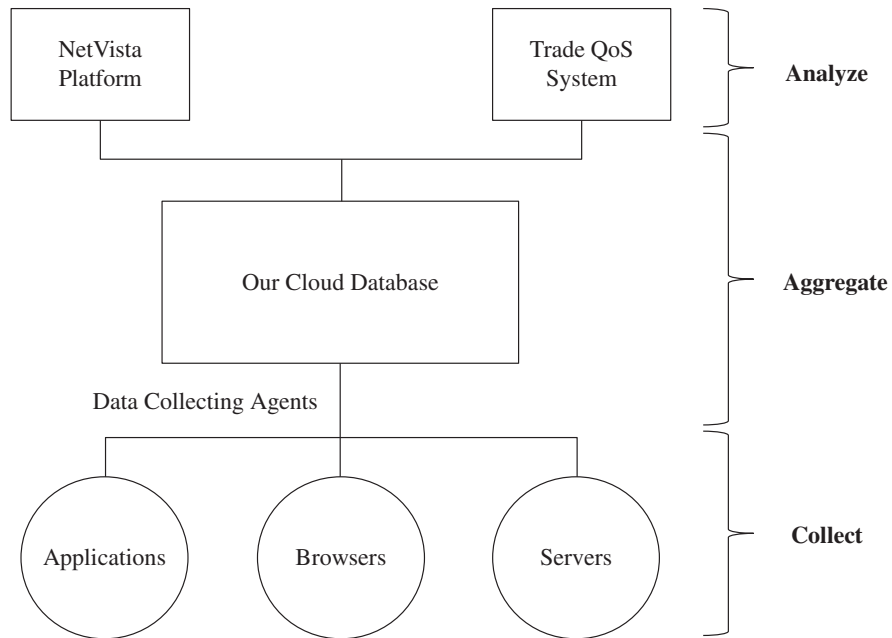 NetVista
Platform
Trade QoS
System
Analyze
Our Cloud Database
Aggregate
Data Collecting Agents
Applications
Browsers
Servers
Collect